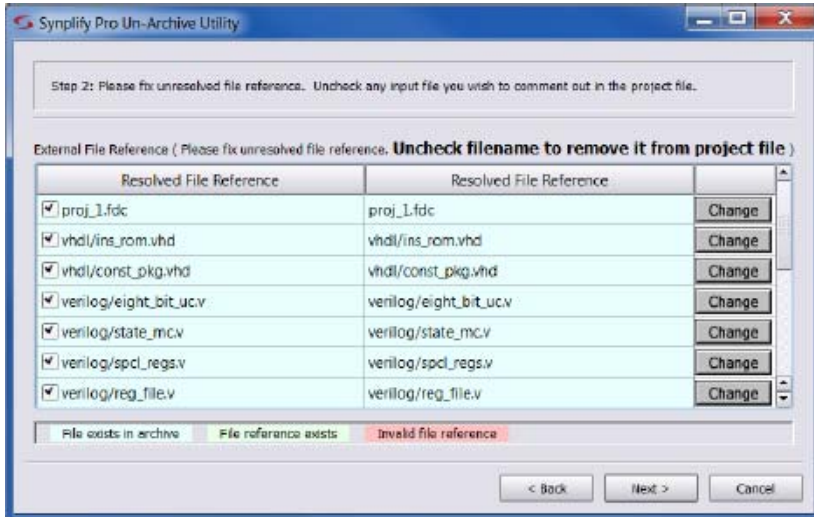 Synplify Pro Un-Archive Utility
Step 2: Please fix unresolved file reference. Uncheck any input file you wish to comment out in the project file.
External File Reference ( Please fix unresolved file reference. Uncheck filename to remove it from project file )
Resolved File Reference Resolved File Reference
proj_1.fdc proj_1.fdc Change
vhdl/ins_rom.vhd vhdl/ins_rom.vhd Change
vhdl/const_pkg.vhd vhdl/const_pkg.vhd Change
verilog/eight_bit_uc.v verilog/eight_bit_uc.v Change
verilog/state_mc.v verilog/state_mc.v Change
verilog/spcl_regs.v verilog/spcl_regs.v Change
verilog/reg_file.v verilog/reg_file.v Change
File exists in archive File reference exists Invalid file reference
< Back Next > Cancel